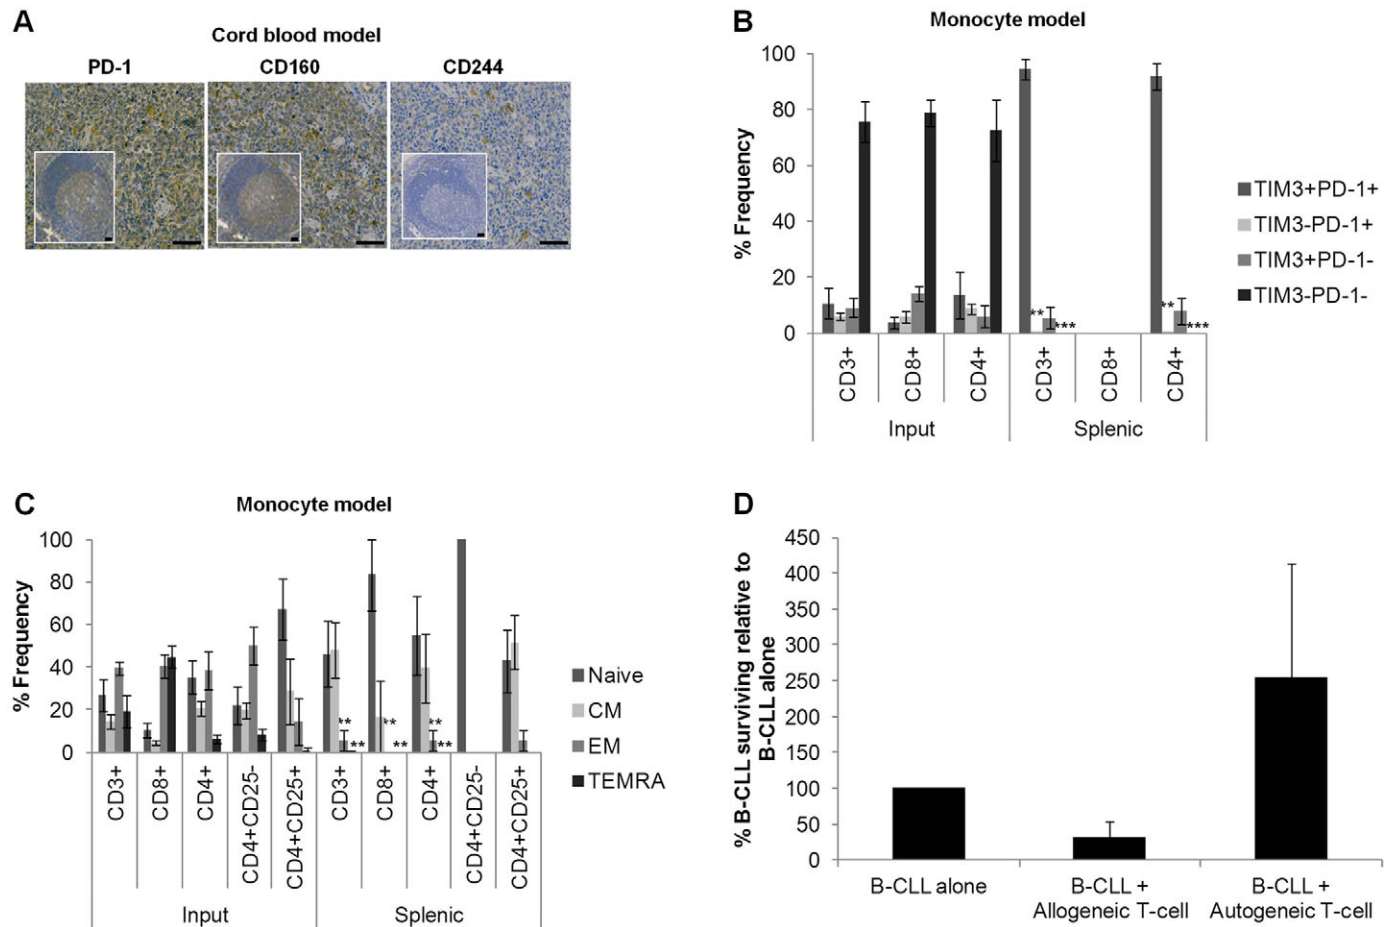 A
Cord blood model
PD-1 CD160 CD244
B
Monocyte model
% Frequency
100
80
60
40
20
0
** *** ** ***
CD3+ CD8+ CD4+ CD3+ CD8+ CD4+
Input Splenic
TIM3+PD-1+
TIM3-PD-1+
TIM3+PD-1-
TIM3-PD-1-
C
Monocyte model
% Frequency
100
80
60
40
20
0
** ** ** ** ** **
CD3+ CD8+ CD4+ CD4+CD25- CD4+CD25+ CD3+ CD8+ CD4+ CD4+CD25- CD4+CD25+
Input Splenic
Naive
CM
EM
TEMRA
D
% B-CLL surviving relative to
B-CLL alone
450
400
350
300
250
200
150
100
50
0
B-CLL alone B-CLL + B-CLL +
Allogeneic T-cell Autogeneic T-cell